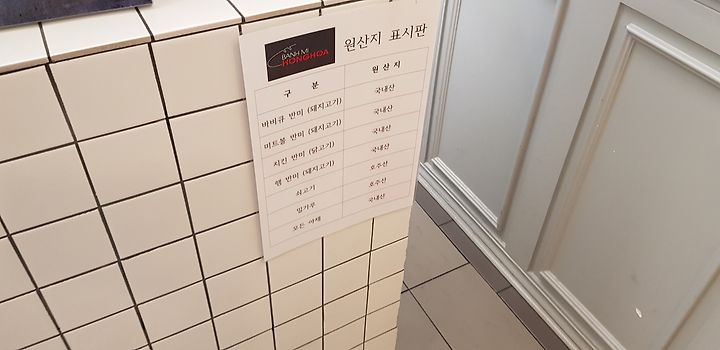 BANH MI
HONGHOA
원산지 표시판
구 분 원산지
바비큐 반미 (돼지고기) 국내산
미트볼 반미 (돼지고기) 국내산
치킨 반미 (닭고기) 국내산
햄 반미 (돼지고기) 국내산
쇠고기 호주산
밀가루 호주산
모든 야채 국내산